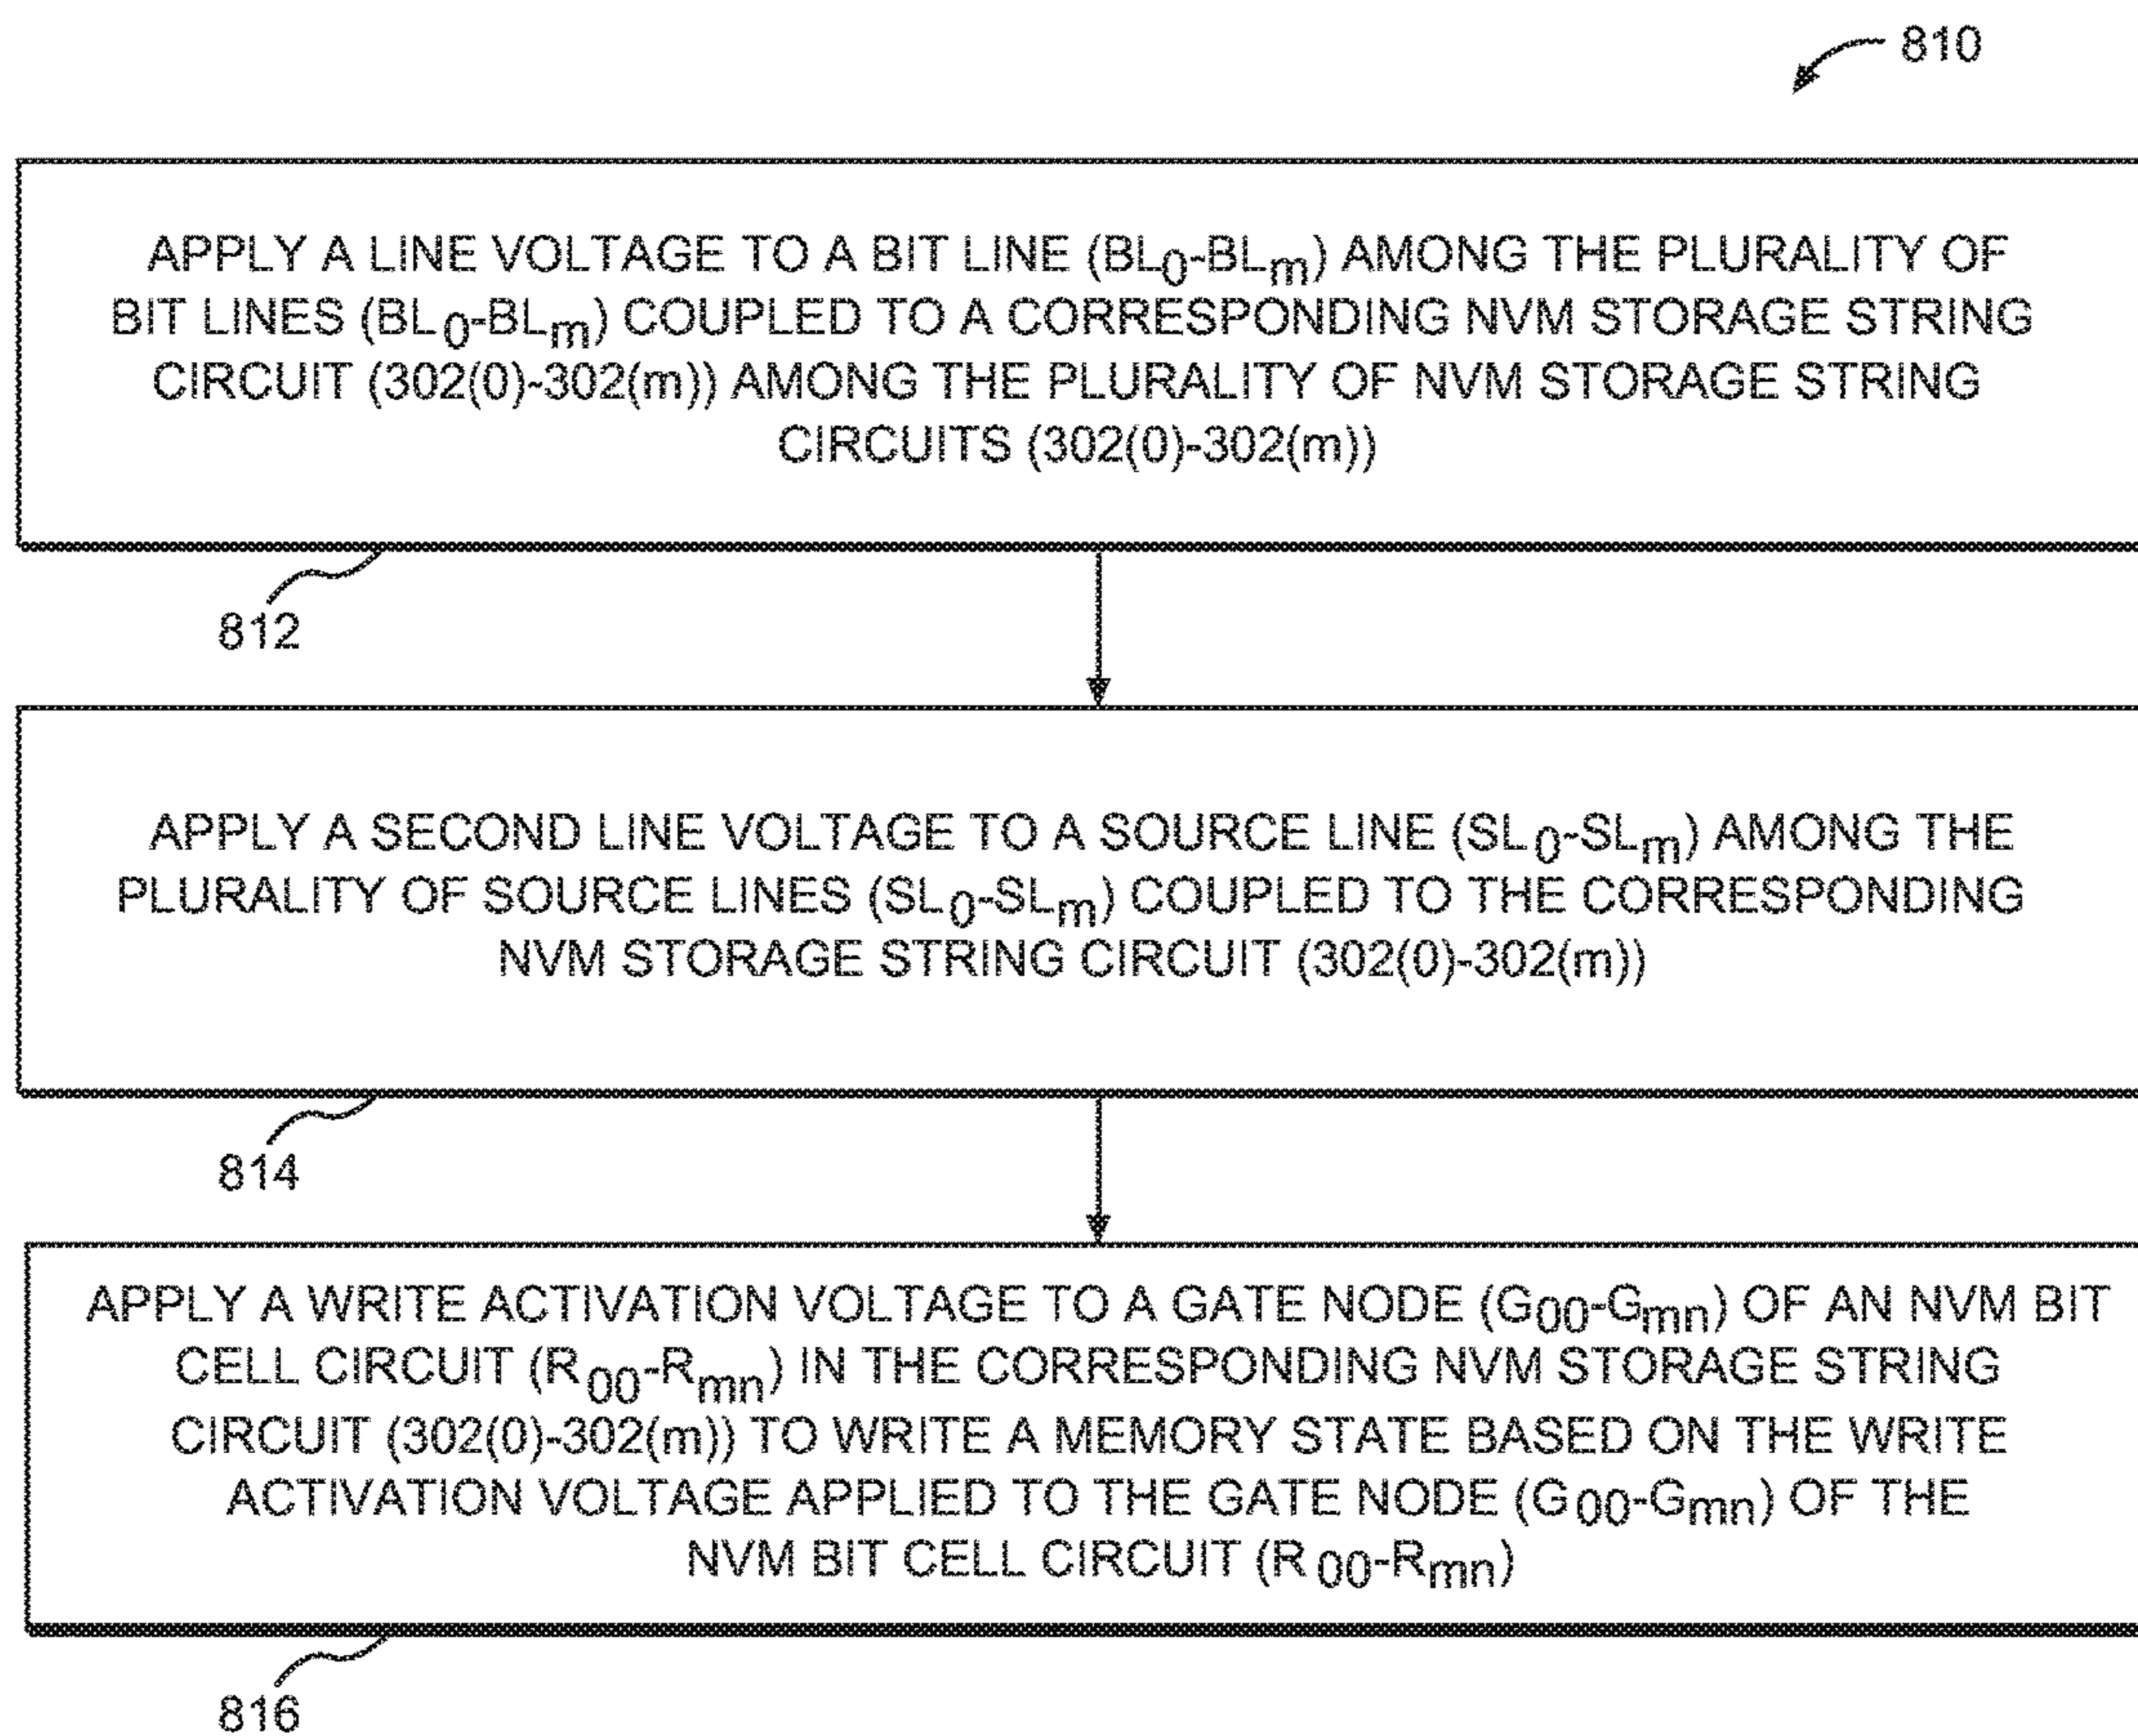 810
APPLY A LINE VOLTAGE TO A BIT LINE (BL0-BLm) AMONG THE PLURALITY OF
BIT LINES (BL0-BLm) COUPLED TO A CORRESPONDING NVM STORAGE STRING
CIRCUIT (302(0)-302(m)) AMONG THE PLURALITY OF NVM STORAGE STRING
CIRCUITS (302(0)-302(m))
812
APPLY A SECOND LINE VOLTAGE TO A SOURCE LINE (SL0-SLm) AMONG THE
PLURALITY OF SOURCE LINES (SL0-SLm) COUPLED TO THE CORRESPONDING
NVM STORAGE STRING CIRCUIT (302(0)-302(m))
814
APPLY A WRITE ACTIVATION VOLTAGE TO A GATE NODE (G00-Gmn) OF AN NVM BIT
CELL CIRCUIT (R00-Rmn) IN THE CORRESPONDING NVM STORAGE STRING
CIRCUIT (302(0)-302(m)) TO WRITE A MEMORY STATE BASED ON THE WRITE
ACTIVATION VOLTAGE APPLIED TO THE GATE NODE (G00-Gmn) OF THE
NVM BIT CELL CIRCUIT (R00-Rmn)
816